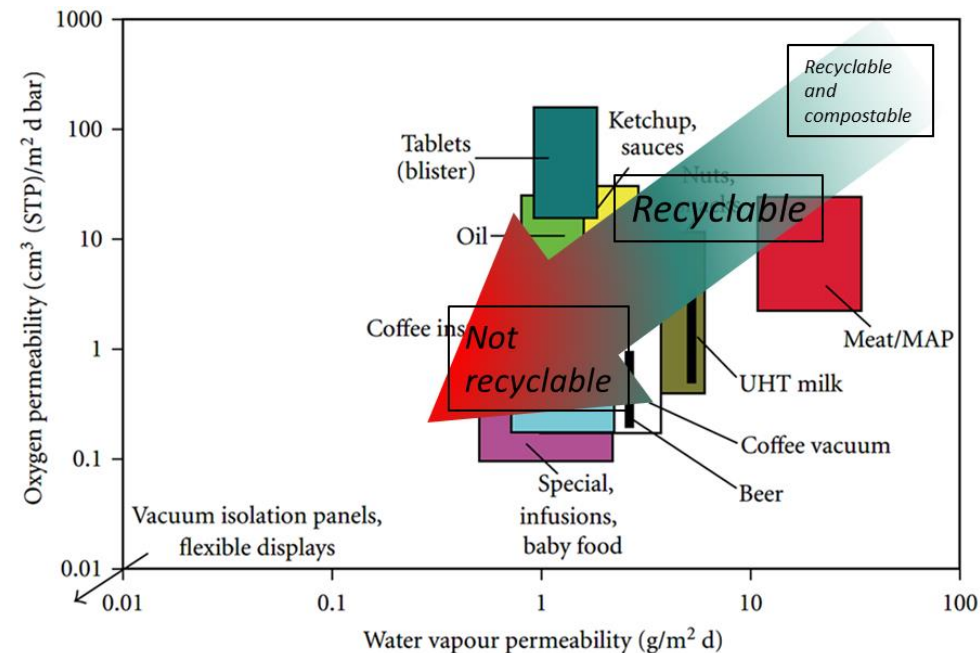 1000
100
10
1
0.1
0.01
0.01
0.1
1
10
100
Oxygen permeability (cm³ (STP)/m² d bar)
Water vapour permeability (g/m² d)
Recyclable
and
compostable
Ketchup,
sauces
Tablets
(blister)
Nuts,
Recyclable
Oil
Coffee ins
Not
recyclable
Meat/MAP
UHT milk
Coffee vacuum
Beer
Special,
infusions,
baby food
Vacuum isolation panels,
flexible displays